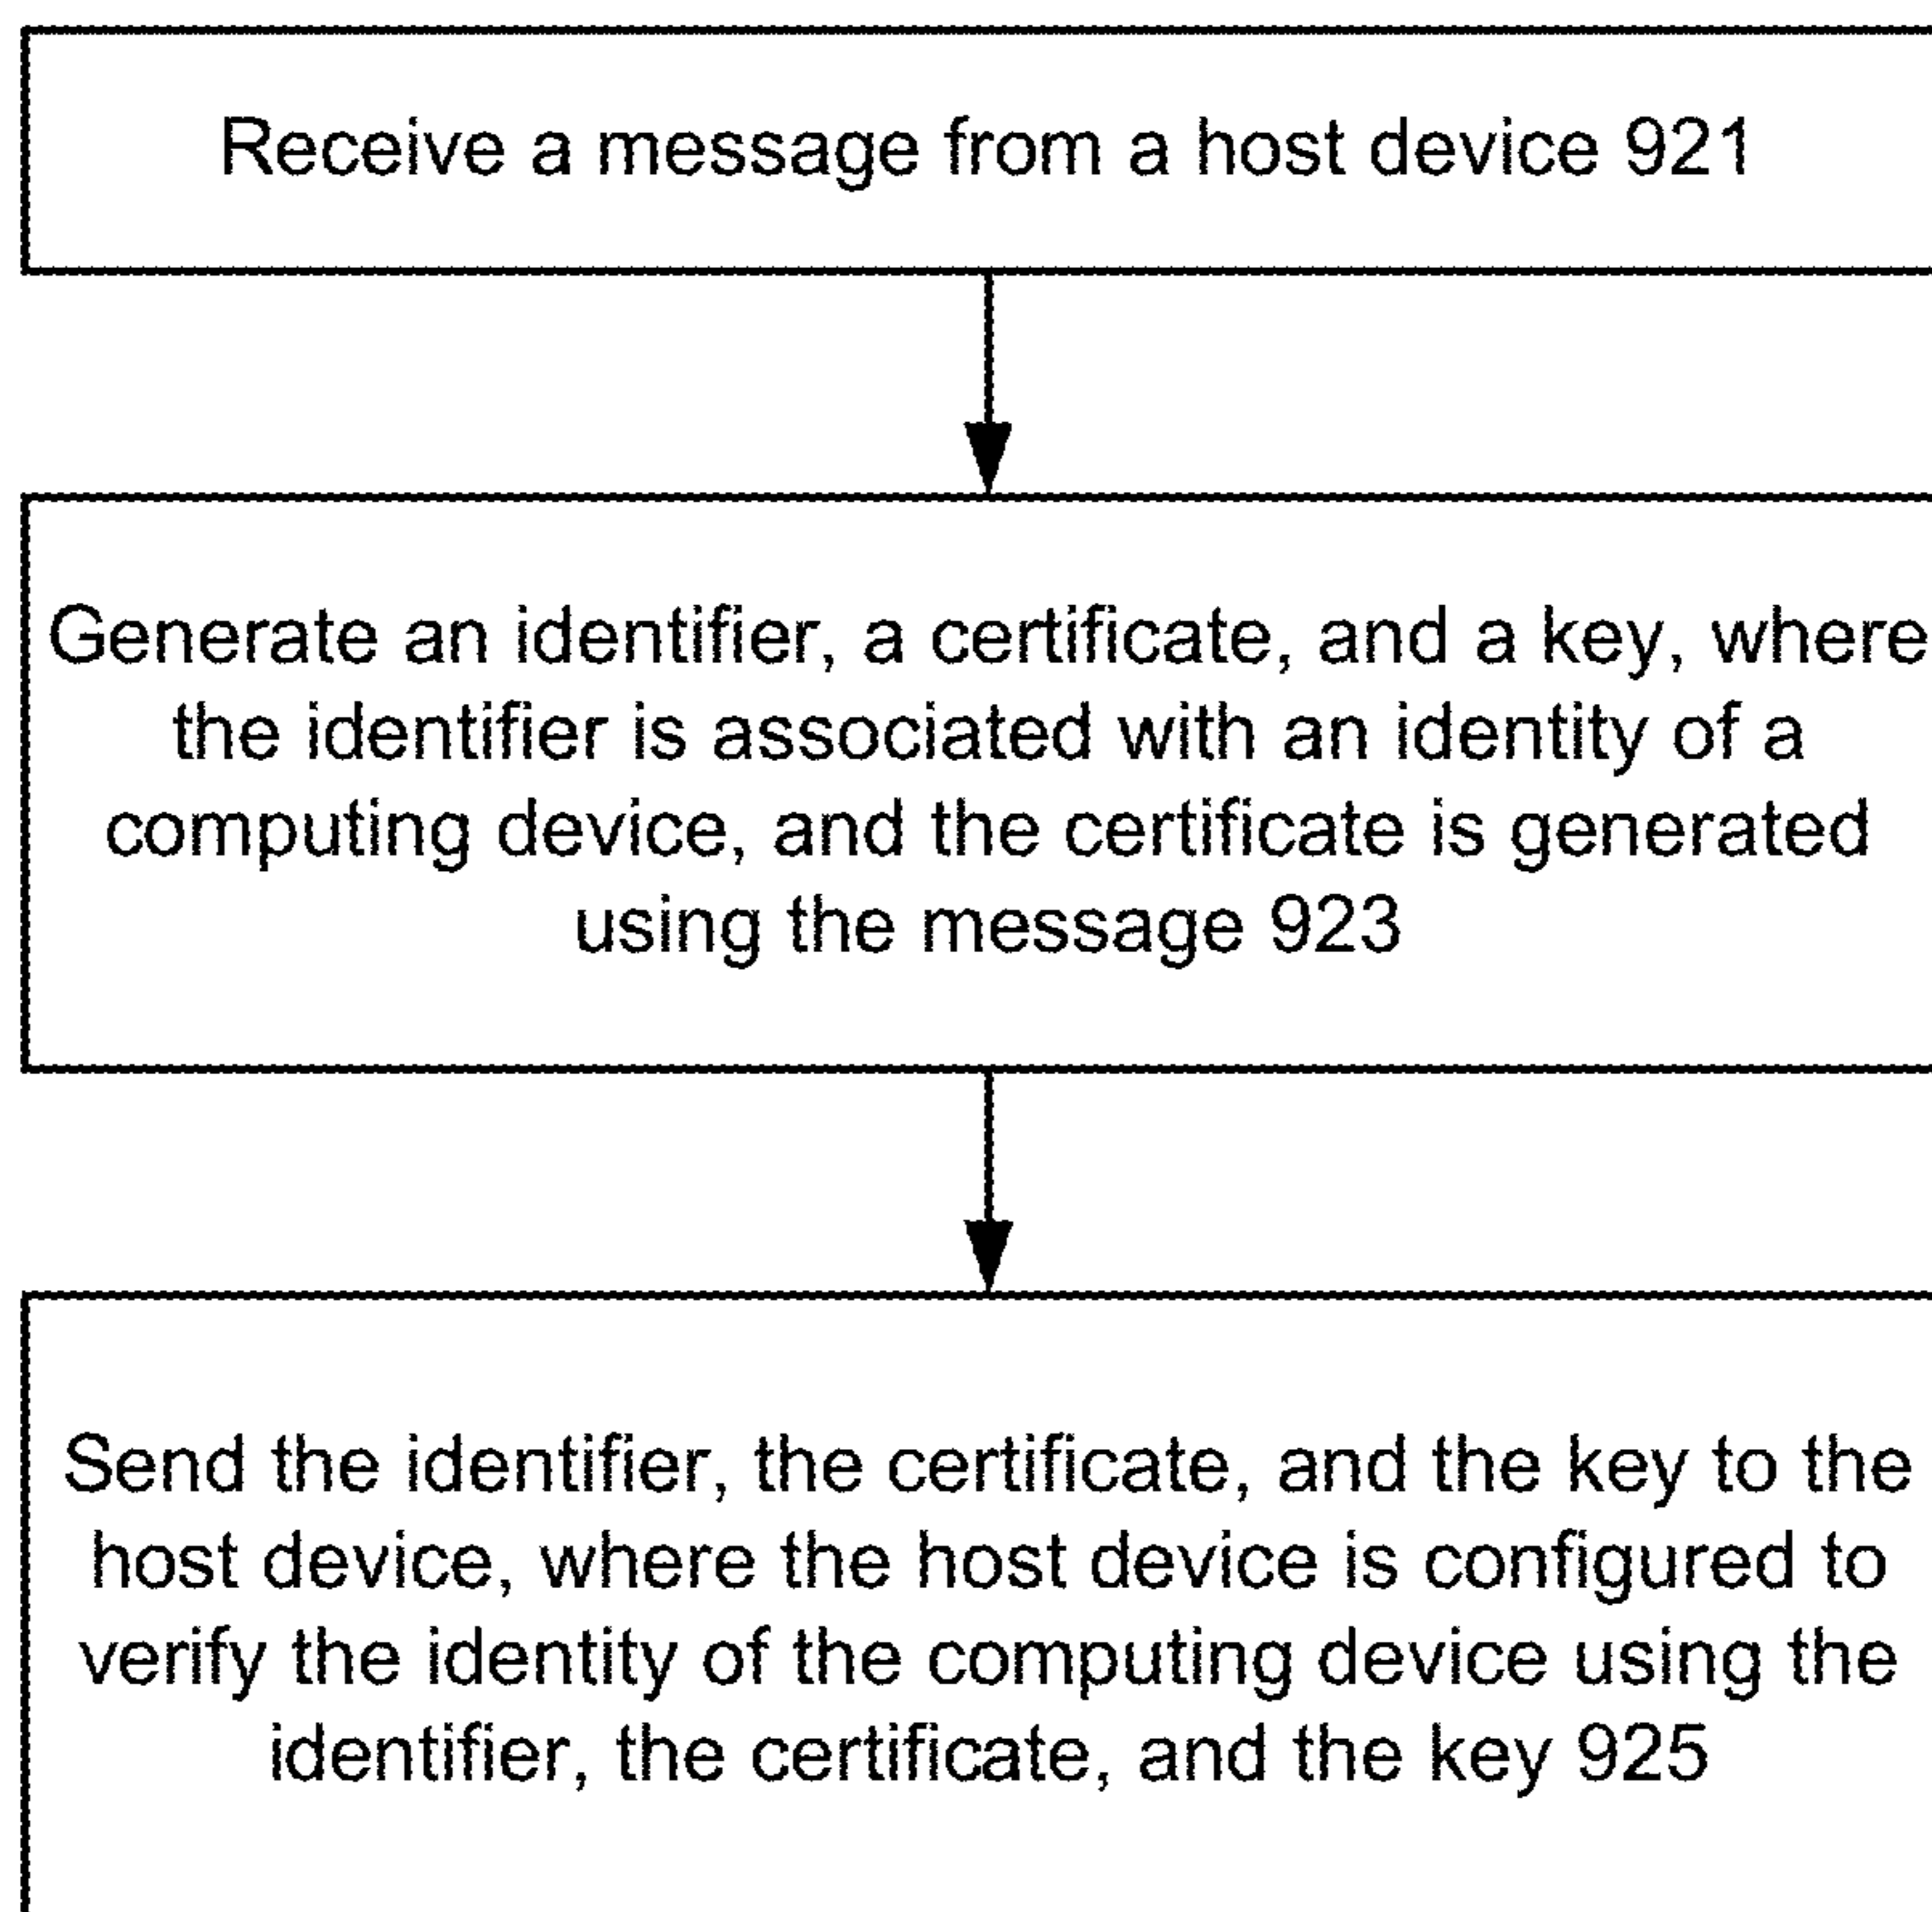 Receive a message from a host device 921
Generate an identifier, a certificate, and a key, where
the identifier is associated with an identity of a
computing device, and the certificate is generated
using the message 923
Send the identifier, the certificate, and the key to the
host device, where the host device is configured to
verify the identity of the computing device using the
identifier, the certificate, and the key 925